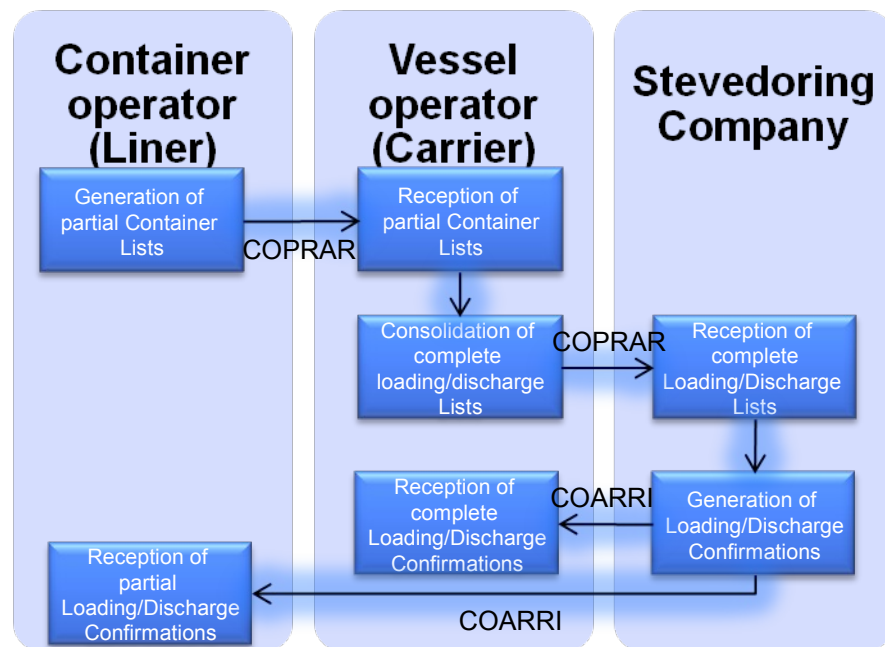 Container
operator
(Liner)
Vessel
operator
(Carrier)
Stevedoring
Company
Generation of
partial Container
Lists
COPRAR
Reception of
partial Container
Lists
Consolidation of
complete
loading/discharge
Lists
COPRAR
Reception of
complete
Loading/Discharge
Lists
Generation of
Loading/Discharge
Confirmations
COARRI
Reception of
complete
Loading/Discharge
Confirmations
Reception of
partial
Loading/Discharge
Confirmations
COARRI